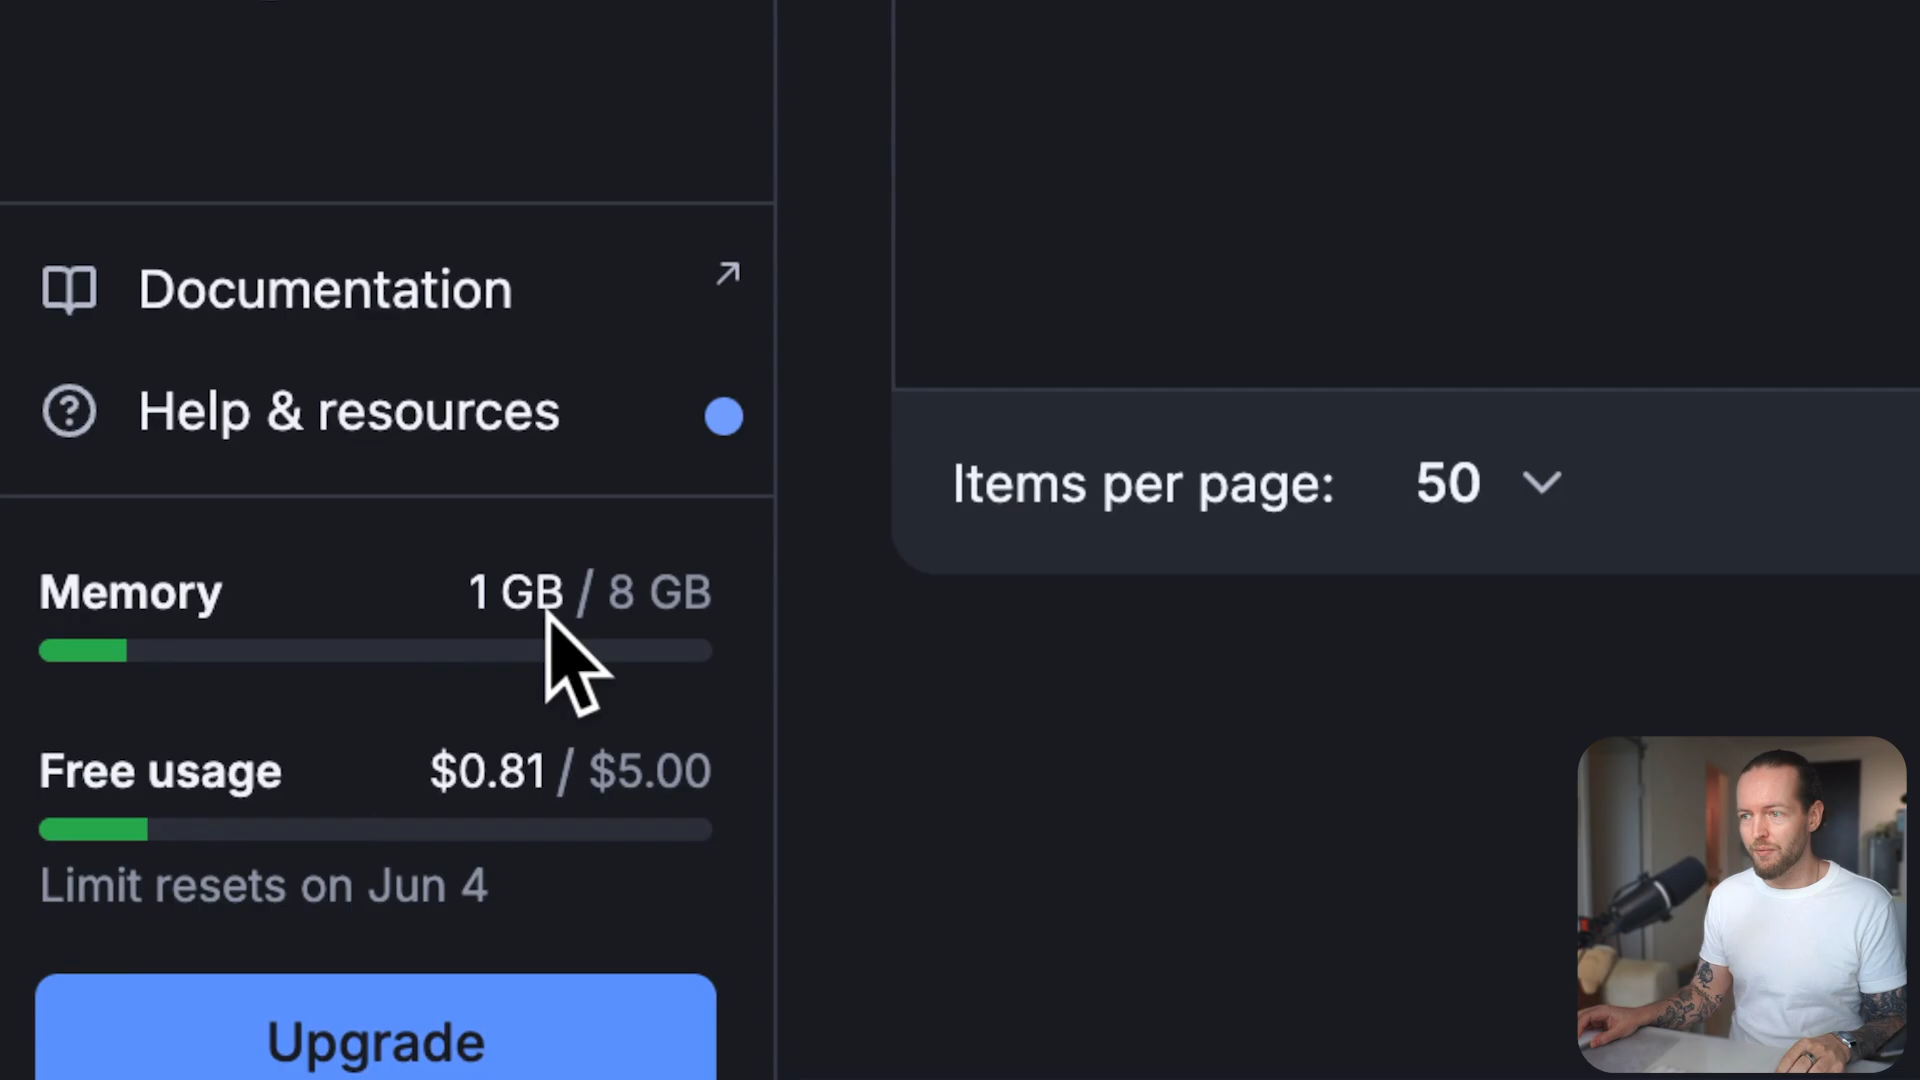 Documentation
Help & resources
Items per page: 50
Memory 1 GB / 8 GB
Free usage $0.81 / $5.00
Limit resets on Jun 4
Upgrade